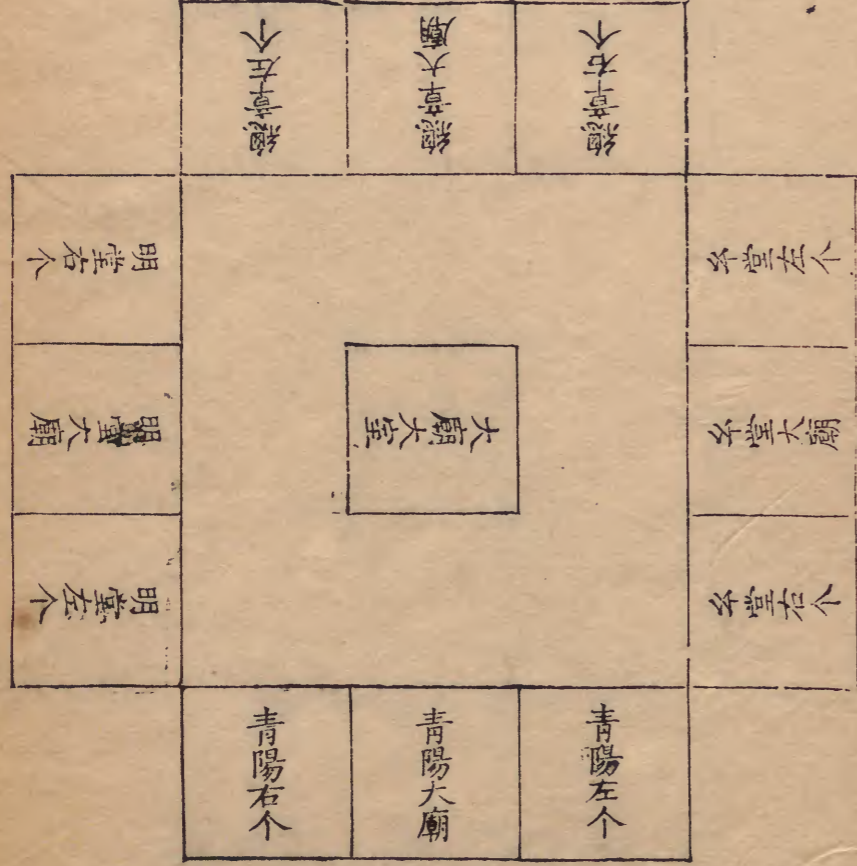 總章右个
總章大廟
總章左个
玄堂左个
玄堂大廟
玄堂右个
大廟大室
明堂右个
明堂大廟
明堂左个
青陽左个
青陽大廟
青陽右个